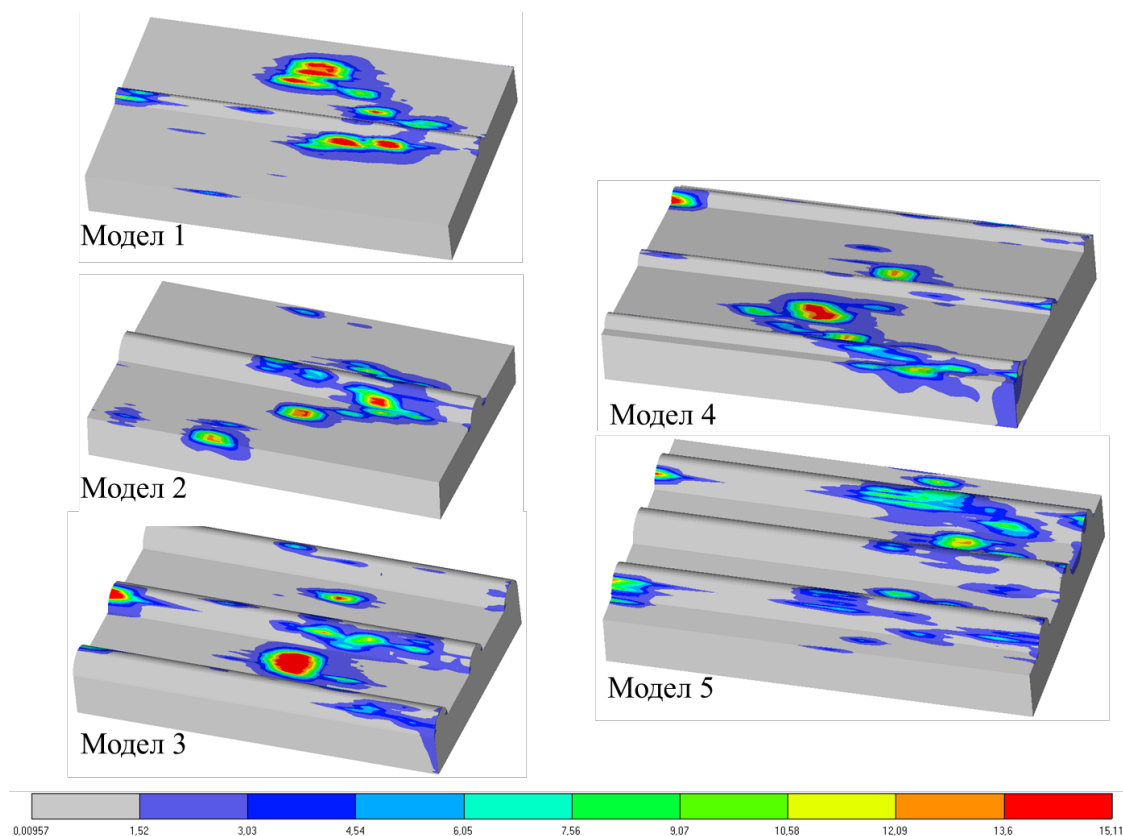 Модел 1
Модел 2
Модел 3
Модел 4
Модел 5
0,00957 1,52 3,03 4,54 6,05 7,56 9,07 10,58 12,09 13,6 15,11